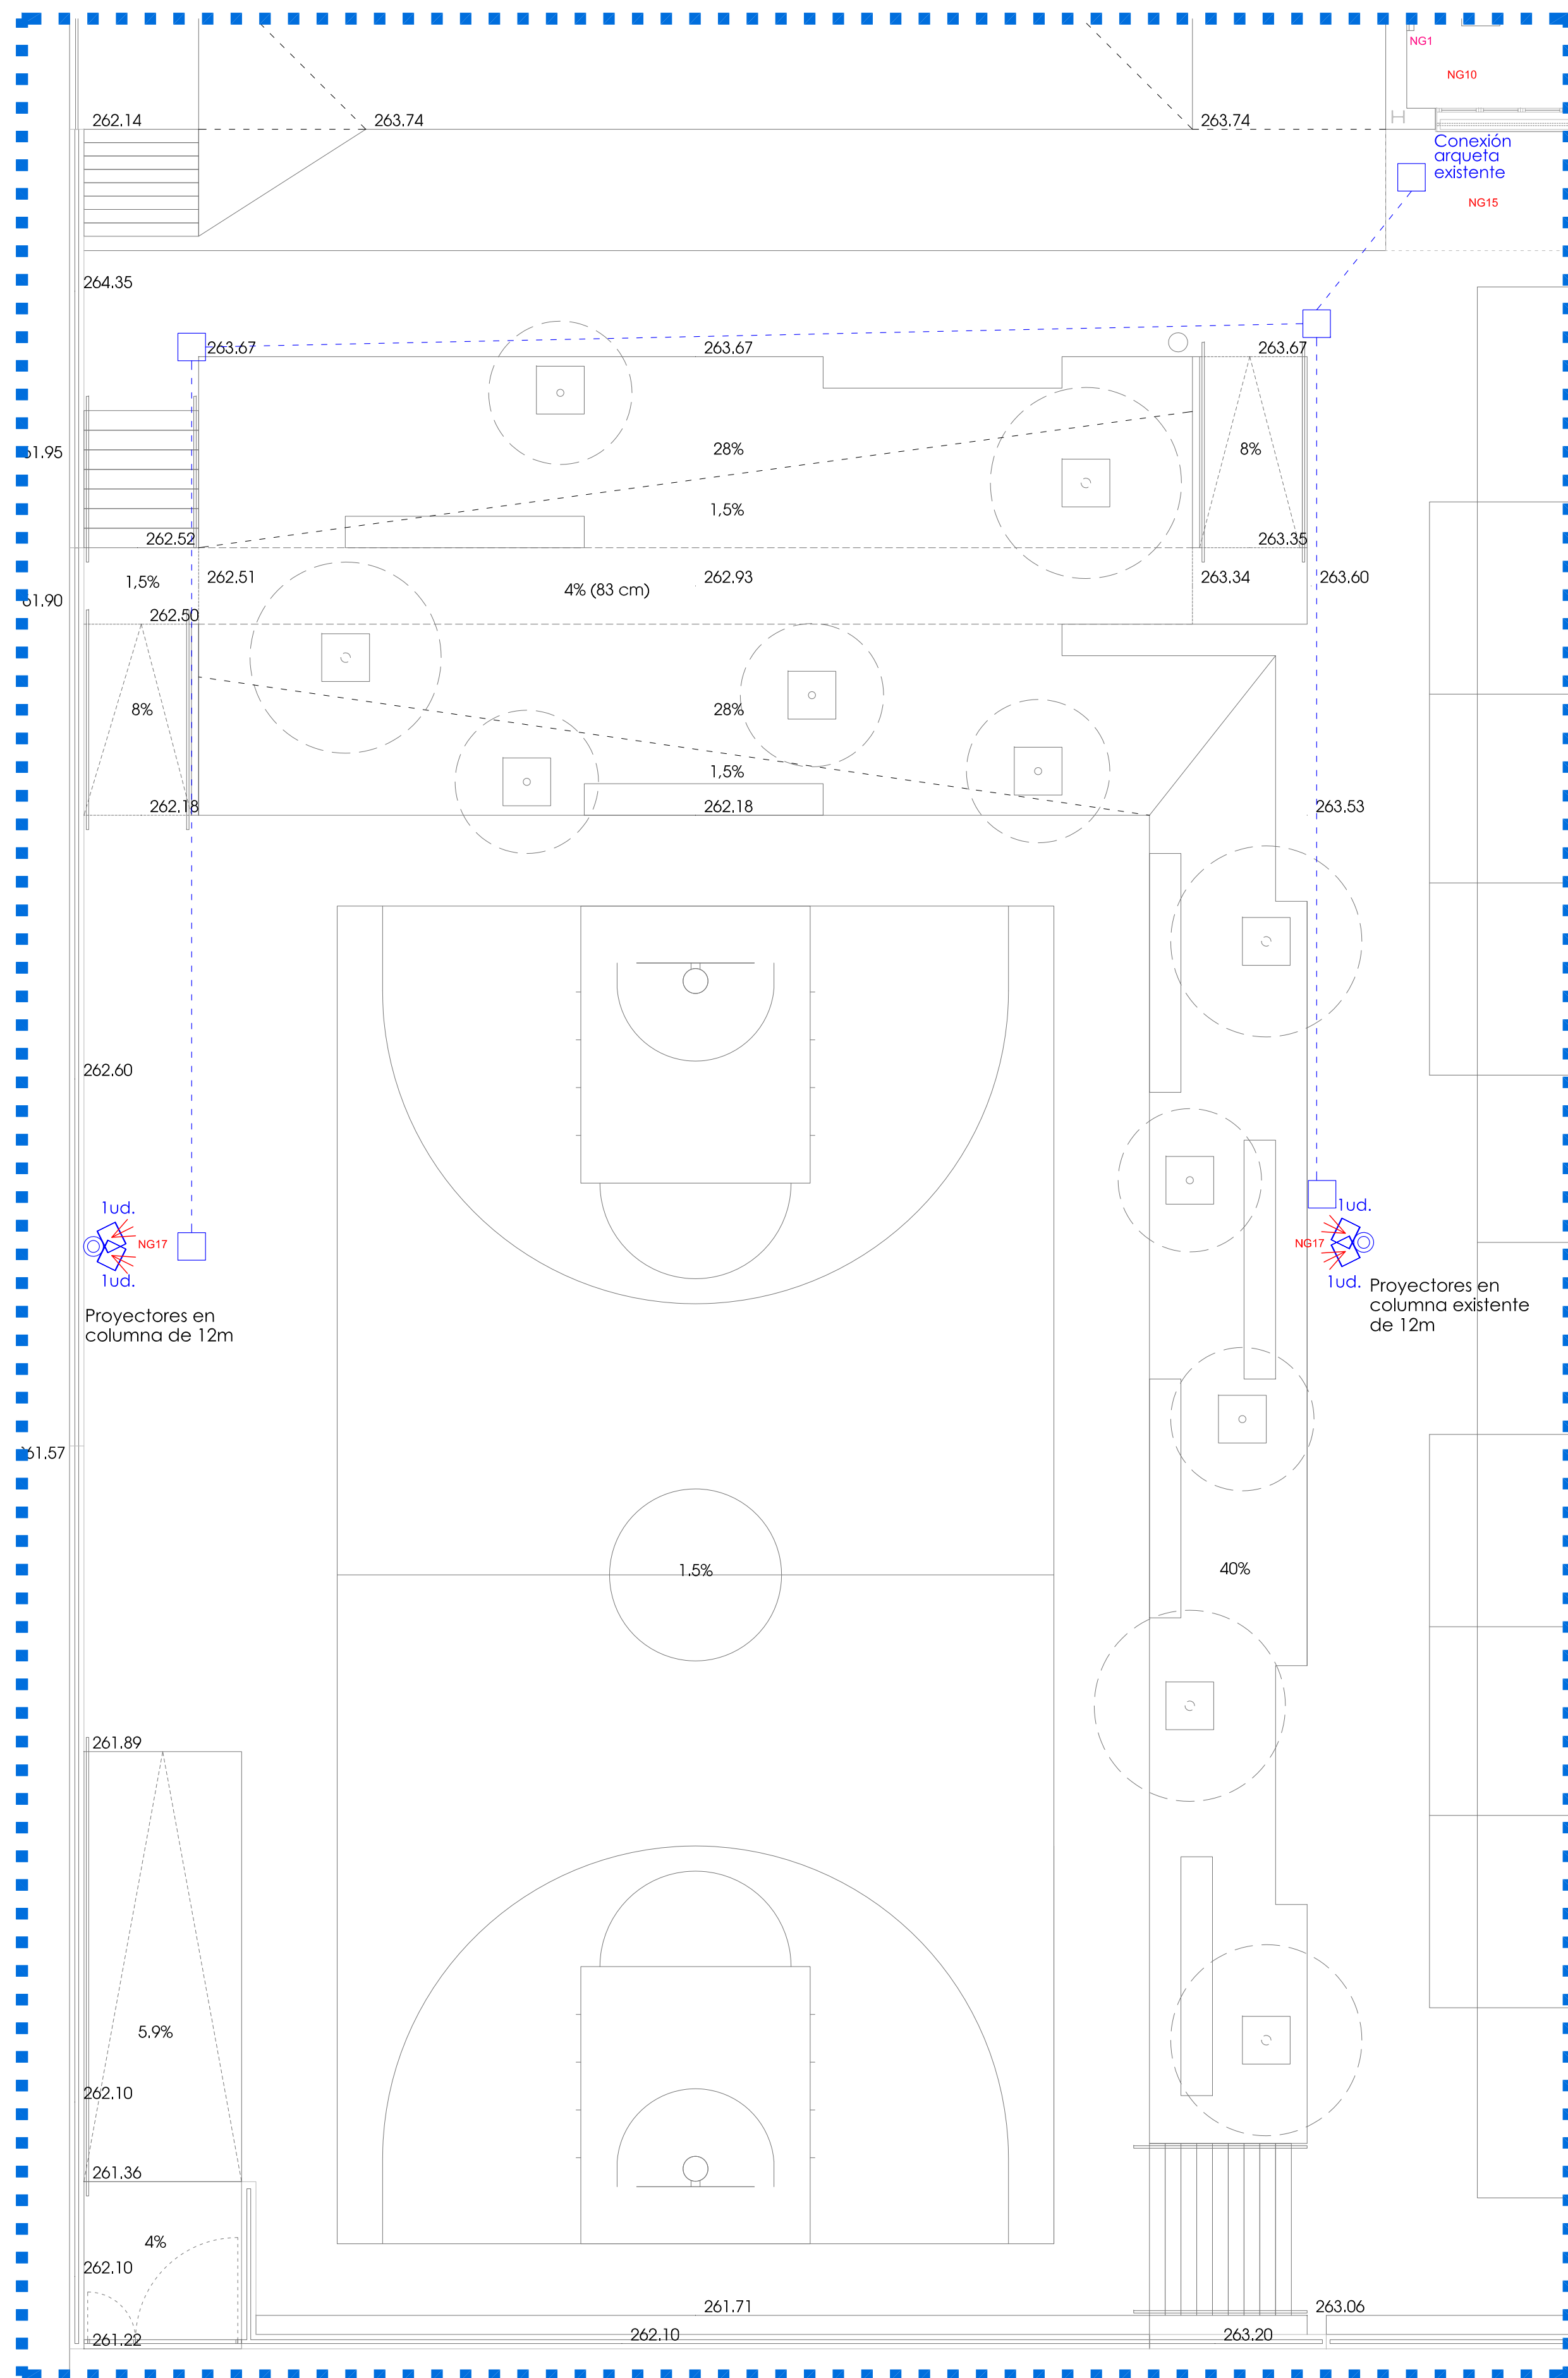 NG1
NG10
262.14
263.74
263.74
Conexión
arqueta
existente
NG15
264.35
263.67
263.67
263.67
61.95
28%
8%
1,5%
262.52
263.35
1,5%
262.51
4% (83 cm)
262.93
263.34
263.60
61.90
262.50
8%
28%
1,5%
262.18
262.18
263.53
262.60
1ud.
1ud.
NG17
NG17
1ud.
1ud.
Proyectores en
columna de 12m
Proyectores en
columna existente
de 12m
61.57
1.5%
40%
261.89
5.9%
262.10
261.36
4%
262.10
261.71
263.06
261.22
262.10
263.20